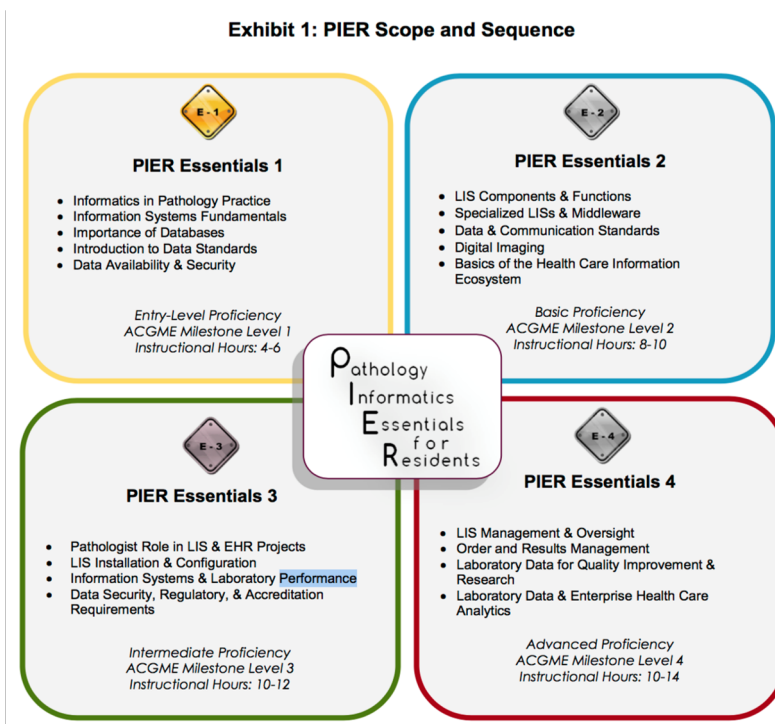 Exhibit 1: PIER Scope and Sequence
E - 1
PIER Essentials 1
• Informatics in Pathology Practice
• Information Systems Fundamentals
• Importance of Databases
• Introduction to Data Standards
• Data Availability & Security
Entry-Level Proficiency
ACGME Milestone Level 1
Instructional Hours: 4-6
E - 2
PIER Essentials 2
• LIS Components & Functions
• Specialized LISs & Middleware
• Data & Communication Standards
• Digital Imaging
• Basics of the Health Care Information
Ecosystem
Basic Proficiency
ACGME Milestone Level 2
Instructional Hours: 8-10
Pathology
Informatics
Essentials
for
Residents
E - 3
PIER Essentials 3
• Pathologist Role in LIS & EHR Projects
• LIS Installation & Configuration
• Information Systems & Laboratory Performance
• Data Security, Regulatory, & Accreditation
Requirements
Intermediate Proficiency
ACGME Milestone Level 3
Instructional Hours: 10-12
E - 4
PIER Essentials 4
• LIS Management & Oversight
• Order and Results Management
• Laboratory Data for Quality Improvement &
Research
• Laboratory Data & Enterprise Health Care
Analytics
Advanced Proficiency
ACGME Milestone Level 4
Instructional Hours: 10-14